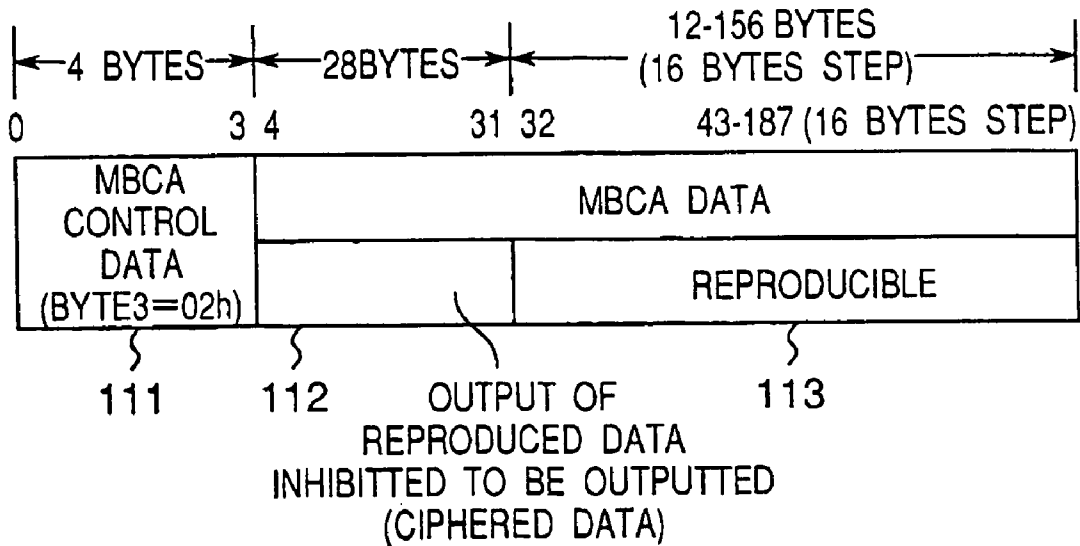 4 BYTES
28BYTES
12-156 BYTES
(16 BYTES STEP)
0
3 4
31 32
43-187 (16 BYTES STEP)
MBCA
CONTROL
DATA
(BYTE3=02h)
MBCA DATA
REPRODUCIBLE
111
112
OUTPUT OF
REPRODUCED DATA
INHIBITTED TO BE OUTPUTTED
(CIPHERED DATA)
113